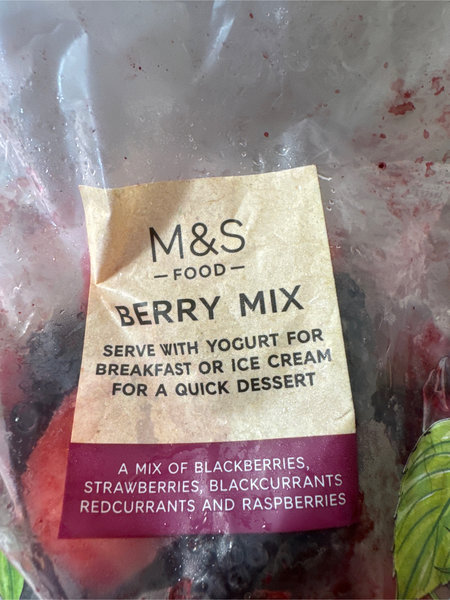 M&S
FOOD
BERRY MIX
SERVE WITH YOGURT FOR
BREAKFAST OR ICE CREAM
FOR A QUICK DESSERT
A MIX OF BLACKBERRIES,
STRAWBERRIES, BLACKCURRANTS
REDCURRANTS AND RASPBERRIES